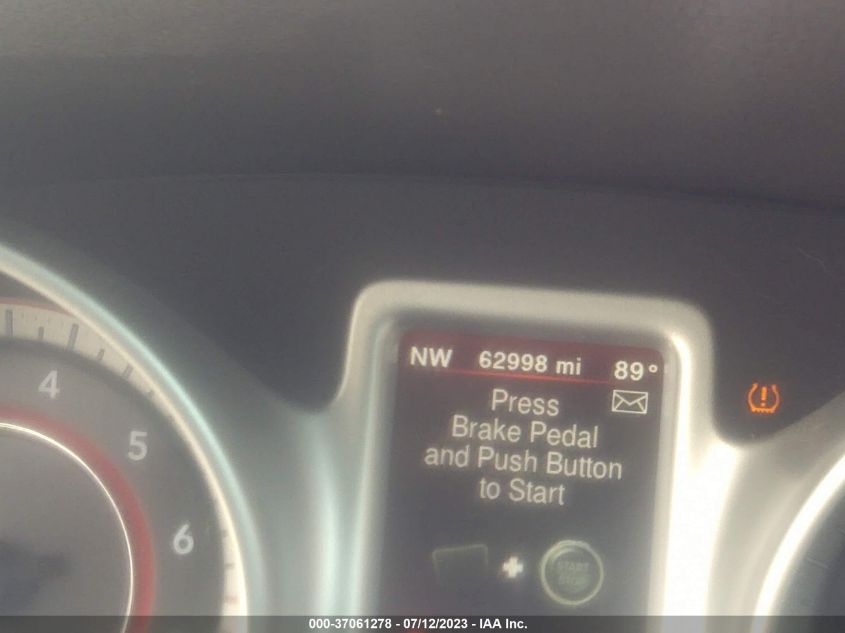 NW 62998 mi 89°
Press
Brake Pedal
and Push Button
to Start
START
STOP
4
5
6
000-37061278 - 07/12/2023 - IAA Inc.